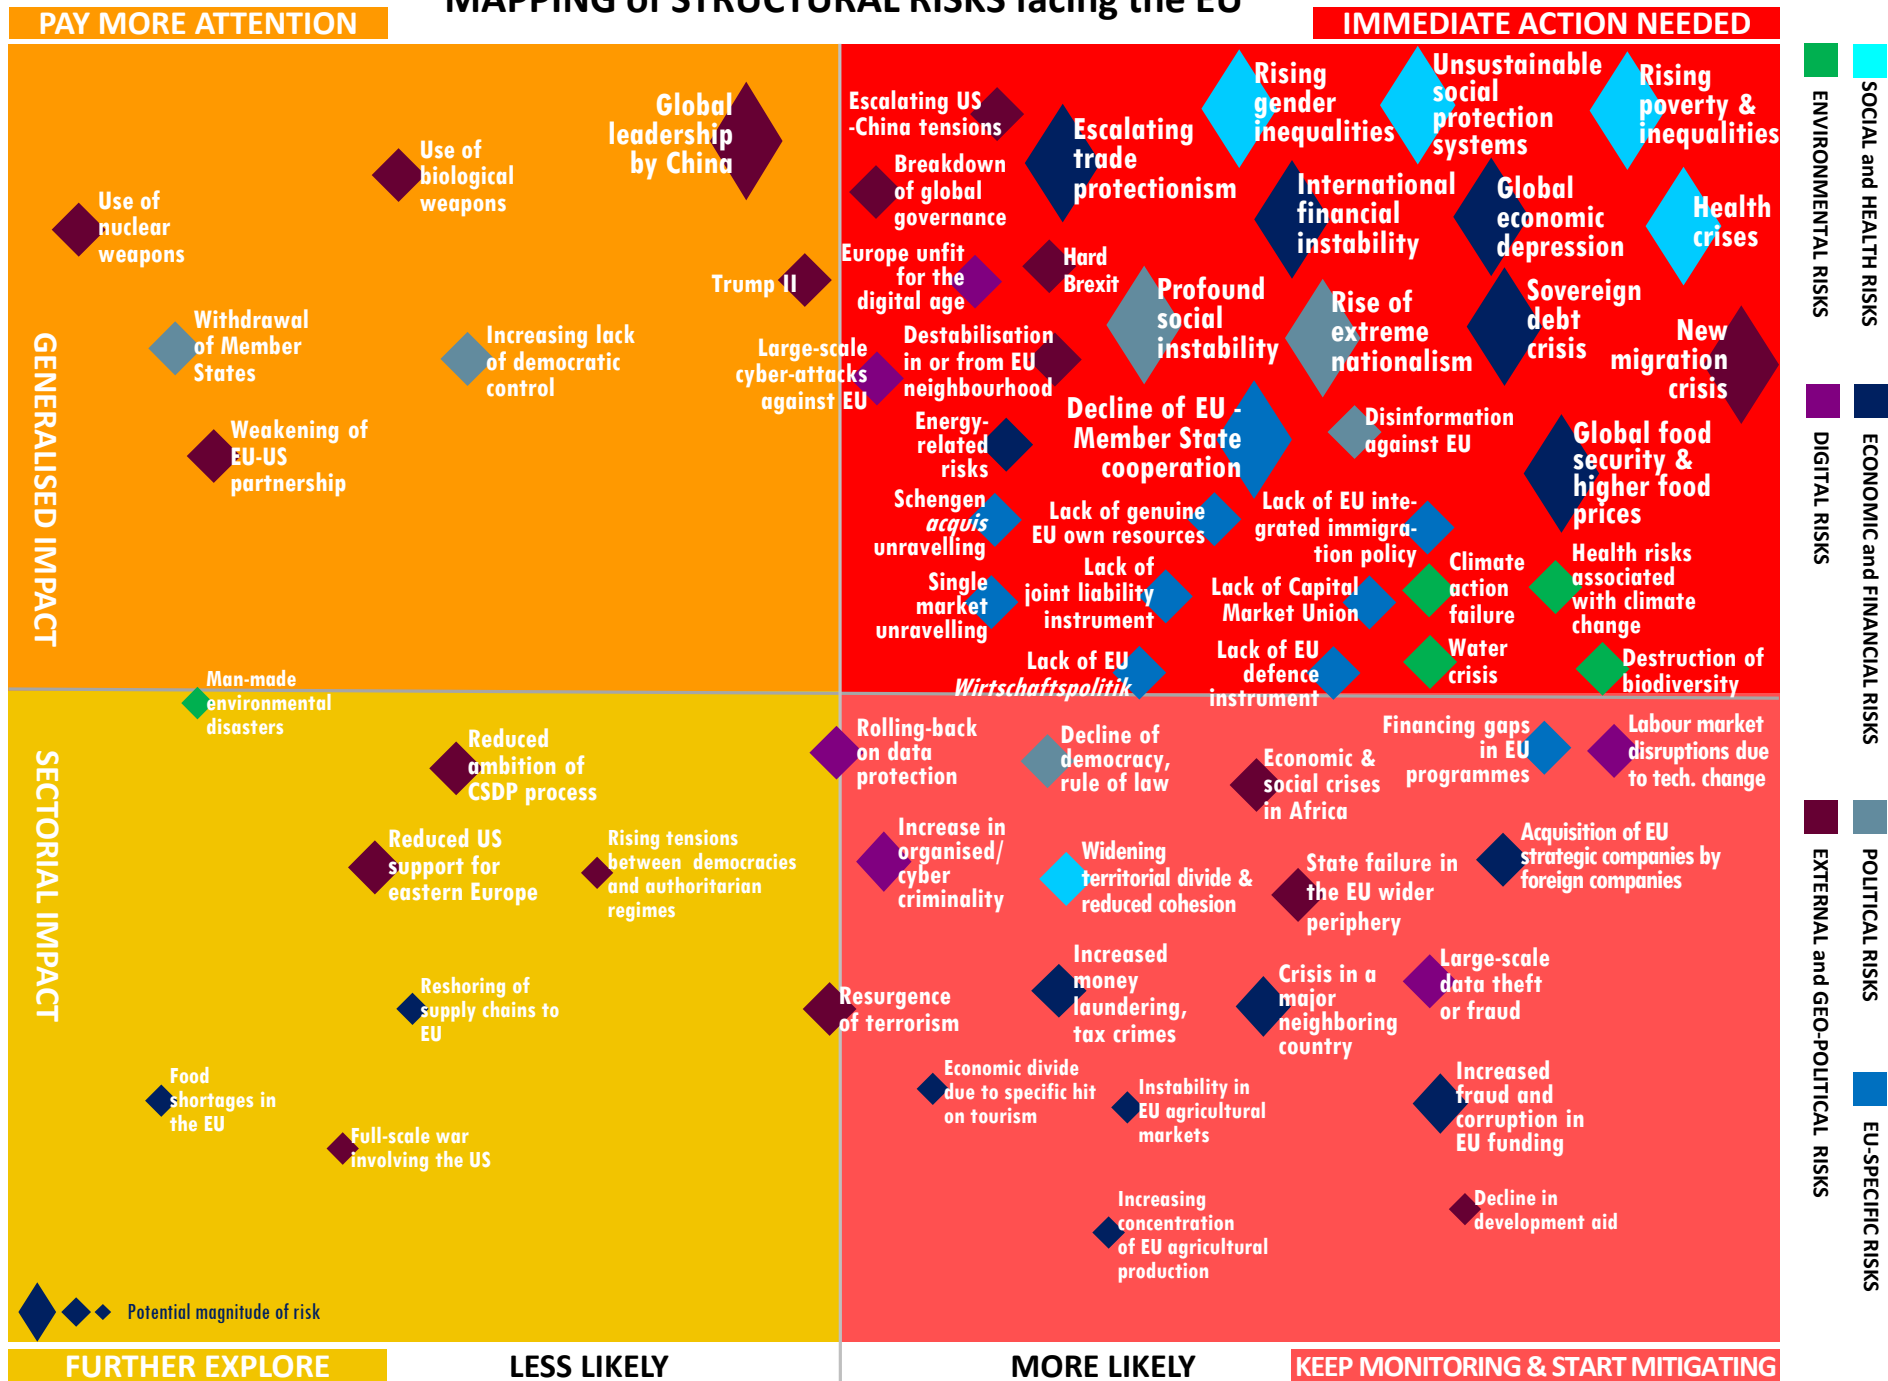 MAPPING of STRUCTURAL RISKS facing the EU
PAY MORE ATTENTION
IMMEDIATE ACTION NEEDED
GENERALISED IMPACT
Global
leadership
by China
Use of
biological
weapons
Use of
nuclear
weapons
Trump II
Withdrawal
of Member
States
Increasing lack
of democratic
control
Weakening of
EU-US
partnership
Large-scale
cyber-attacks
against EU
Escalating US
-China tensions
Breakdown
of global
governance
Europe unfit
for the
digital age
Hard
Brexit
Destabilisation
in or from EU
neighbourhood
Energy-
related
risks
Escalating
trade
protectionism
Rising
gender
inequalities
Unsustainable
social
protection
systems
Rising
poverty &
inequalities
International
financial
instability
Global
economic
depression
Health
crises
Profound
social
instability
Rise of
extreme
nationalism
Sovereign
debt
crisis
New
migration
crisis
Decline of EU -
Member State
cooperation
Disinformation
against EU
Global food
security &
higher food
prices
Schengen
acquis
unravelling
Lack of genuine
EU own resources
Lack of EU inte-
grated immigra-
tion policy
Climate
action
failure
Health risks
associated
with climate
change
Single
market
unravelling
Lack of
joint liability
instrument
Lack of Capital
Market Union
Lack of EU
Wirtschaftspolitik
Lack of EU
defence
instrument
Water
crisis
Destruction of
biodiversity
SECTORIAL IMPACT
Man-made
environmental
disasters
Reduced
ambition of
CSDP process
Reduced US
support for
eastern Europe
Rising tensions
between democracies
and authoritarian
regimes
Reshoring of
supply chains to
EU
Food
shortages in
the EU
Full-scale war
involving the US
Rolling-back
on data
protection
Decline of
democracy,
rule of law
Economic &
social crises
in Africa
Financing gaps
in EU
programmes
Labour market
disruptions due
to tech. change
Increase in
organised/
cyber
criminality
Widening
territorial divide &
reduced cohesion
State failure in
the EU wider
periphery
Acquisition of EU
strategic companies by
foreign companies
Resurgence
of terrorism
Increased
money
laundering,
tax crimes
Crisis in a
major
neighboring
country
Large-scale
data theft
or fraud
Economic divide
due to specific hit
on tourism
Instability in
EU agricultural
markets
Increased
fraud and
corruption in
EU funding
Increasing
concentration
of EU agricultural
production
Decline in
development aid
Potential magnitude of risk
FURTHER EXPLORE
LESS LIKELY
MORE LIKELY
KEEP MONITORING & START MITIGATING
ENVIRONMENTAL RISKS
SOCIAL and HEALTH RISKS
DIGITAL RISKS
ECONOMIC and FINANCIAL RISKS
EXTERNAL and GEO-POLITICAL RISKS
POLITICAL RISKS
EU-SPECIFIC RISKS